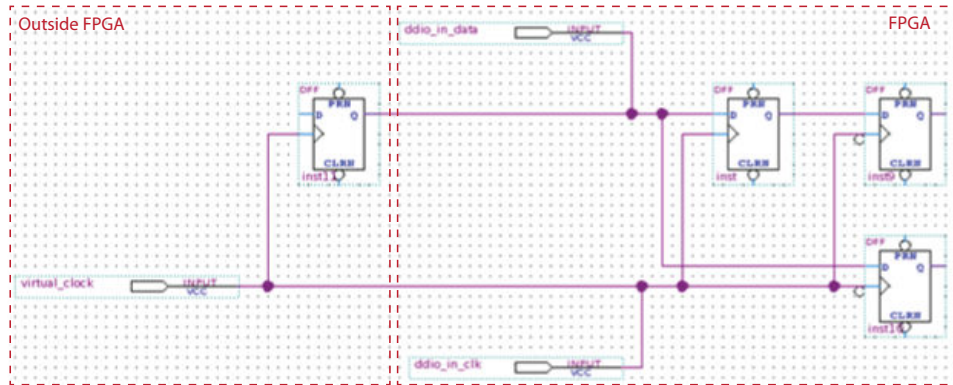 Outside FPGA
FPGA
ddio_in_data
INPUT
VCC
DFF
PRN
D
Q
CLRN
inst11
DFF
PRN
D
Q
CLRN
inst
DFF
PRN
D
Q
CLRN
inst9
virtual_clock
INPUT
VCC
DFF
PRN
D
Q
CLRN
inst10
ddio_in_clk
INPUT
VCC